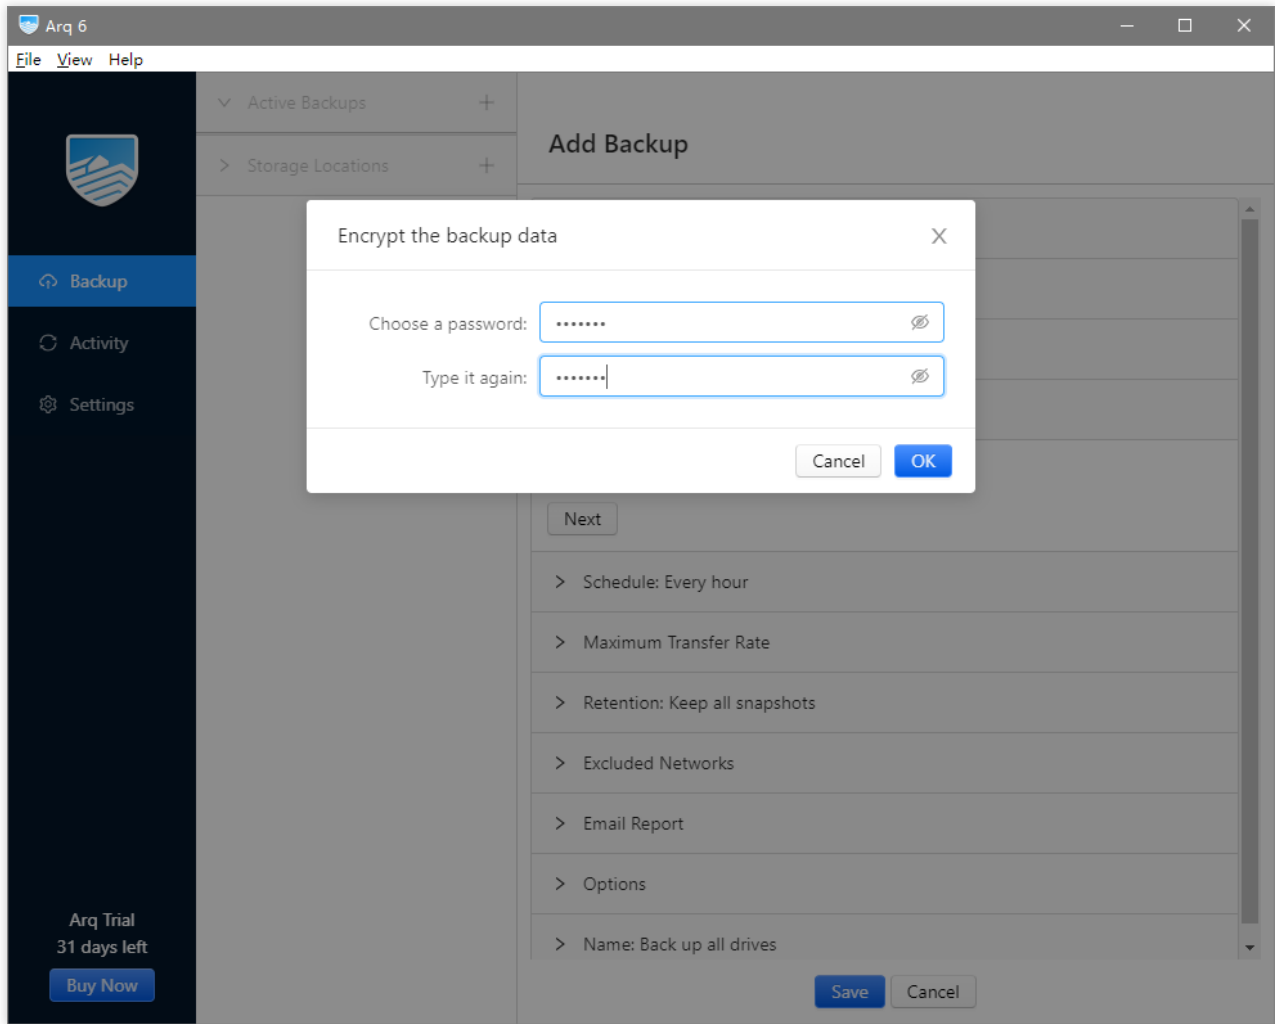 Arq 6
File View Help
Active Backups
Storage Locations
Add Backup
Encrypt the backup data
Choose a password: •••••••
Type it again: •••••••
Cancel OK
Backup
Activity
Settings
Next
Schedule: Every hour
Maximum Transfer Rate
Retention: Keep all snapshots
Excluded Networks
Email Report
Options
Name: Back up all drives
Arq Trial
31 days left
Buy Now
Save Cancel